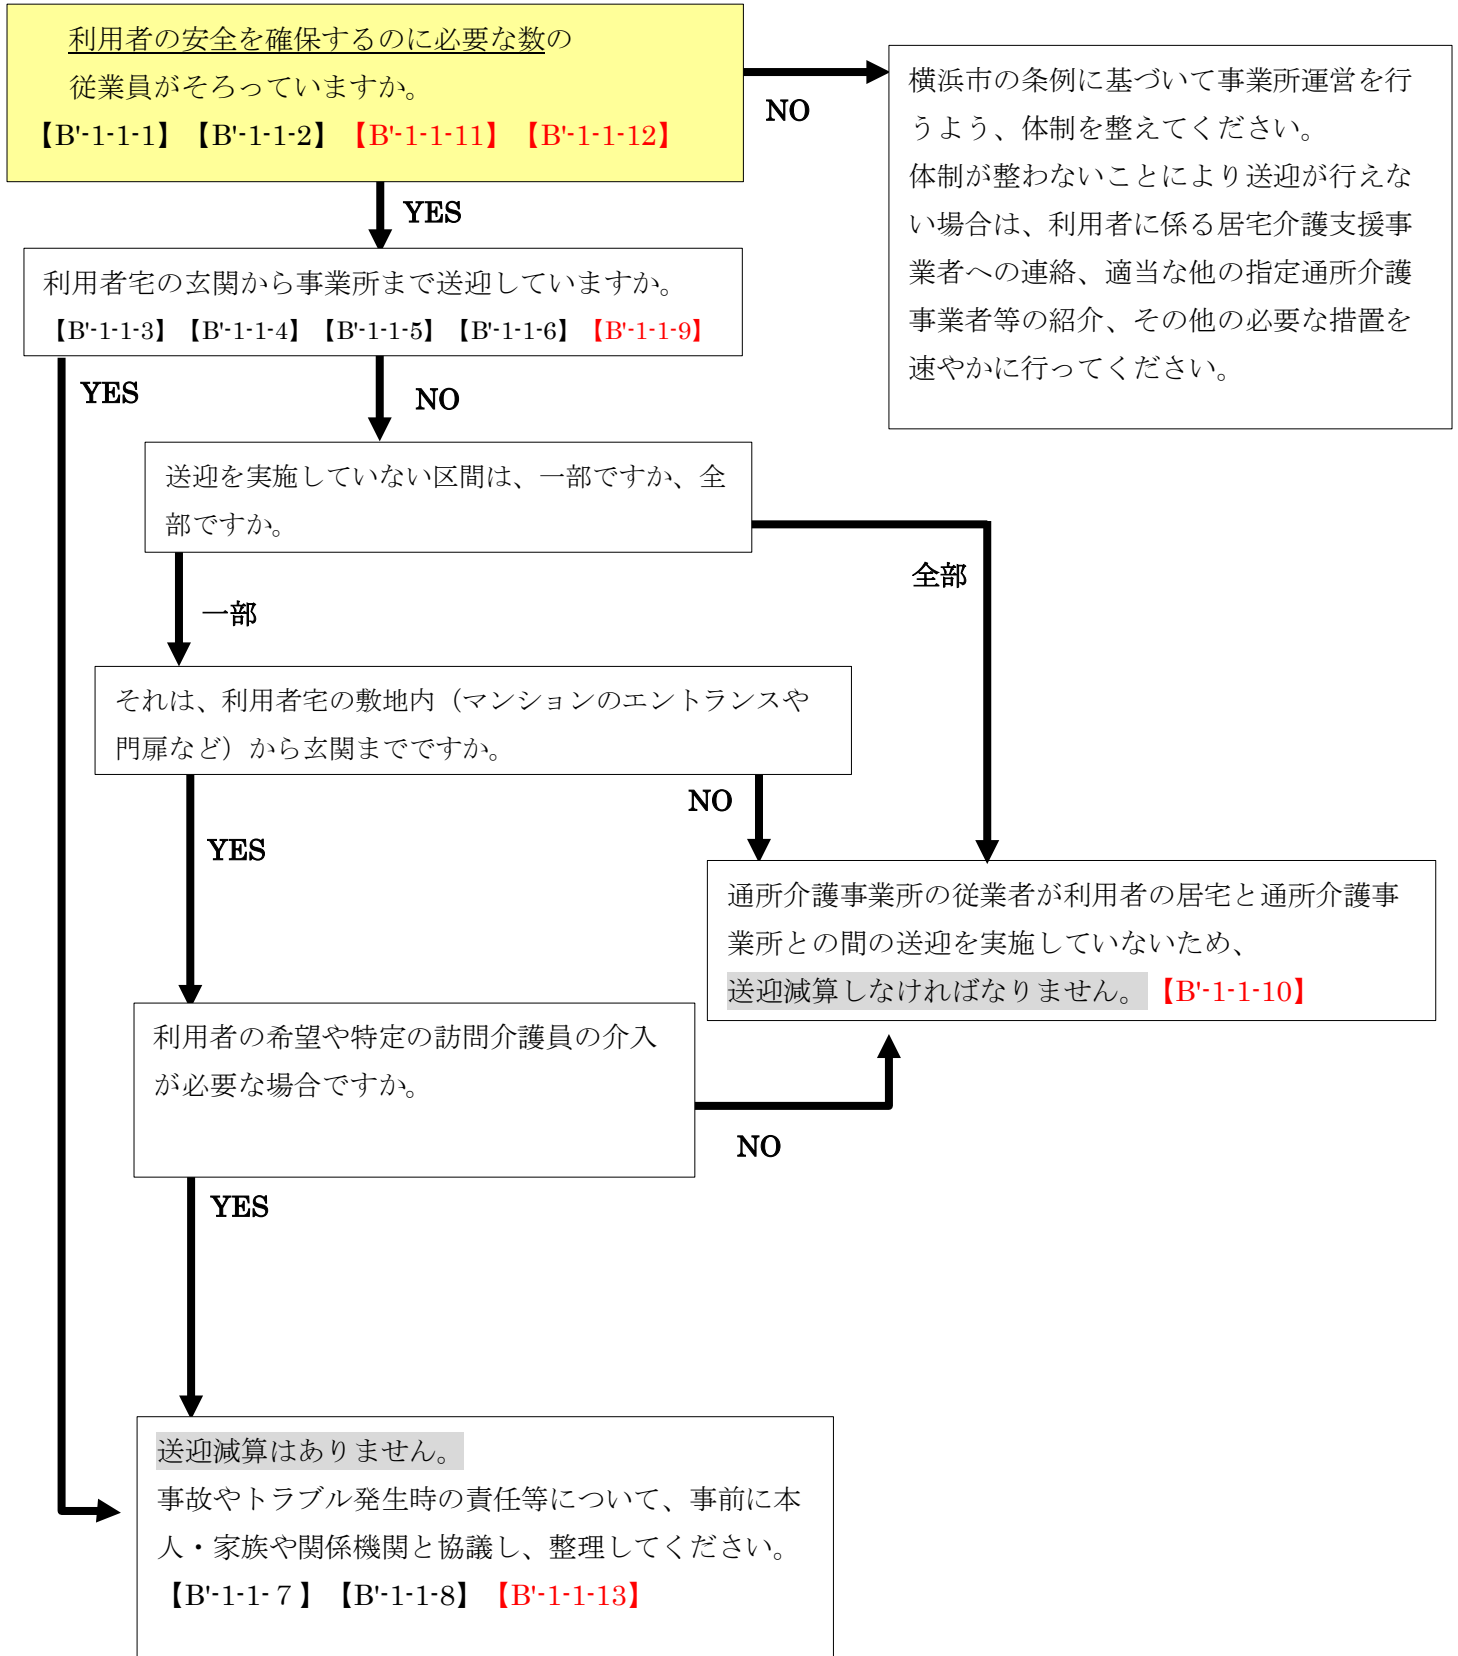 利用者の安全を確保するのに必要な数の
従業員がそろっていますか。
【B'-1-1-1】【B'-1-1-2】【B'-1-1-11】【B'-1-1-12】
NO
横浜市の条例に基づいて事業所運営を行
うよう、体制を整えてください。
体制が整わないことにより送迎が行えな
い場合は、利用者に係る居宅介護支援事
業者への連絡、適当な他の指定通所介護
事業者等の紹介、その他の必要な措置を
速やかに行ってください。
YES
利用者宅の玄関から事業所まで送迎していますか。
【B'-1-1-3】【B'-1-1-4】【B'-1-1-5】【B'-1-1-6】【B'-1-1-9】
YES
NO
送迎を実施していない区間は、一部ですか、全
部ですか。
全部
一部
それは、利用者宅の敷地内（マンションのエントランスや
門扉など）から玄関までですか。
NO
YES
通所介護事業所の従業者が利用者の居宅と通所介護事
業所との間の送迎を実施していないため、
送迎減算しなければなりません。【B'-1-1-10】
利用者の希望や特定の訪問介護員の介入
が必要な場合ですか。
NO
YES
送迎減算はありません。
事故やトラブル発生時の責任等について、事前に本
人・家族や関係機関と協議し、整理してください。
【B'-1-1-７】【B'-1-1-8】【B'-1-1-13】